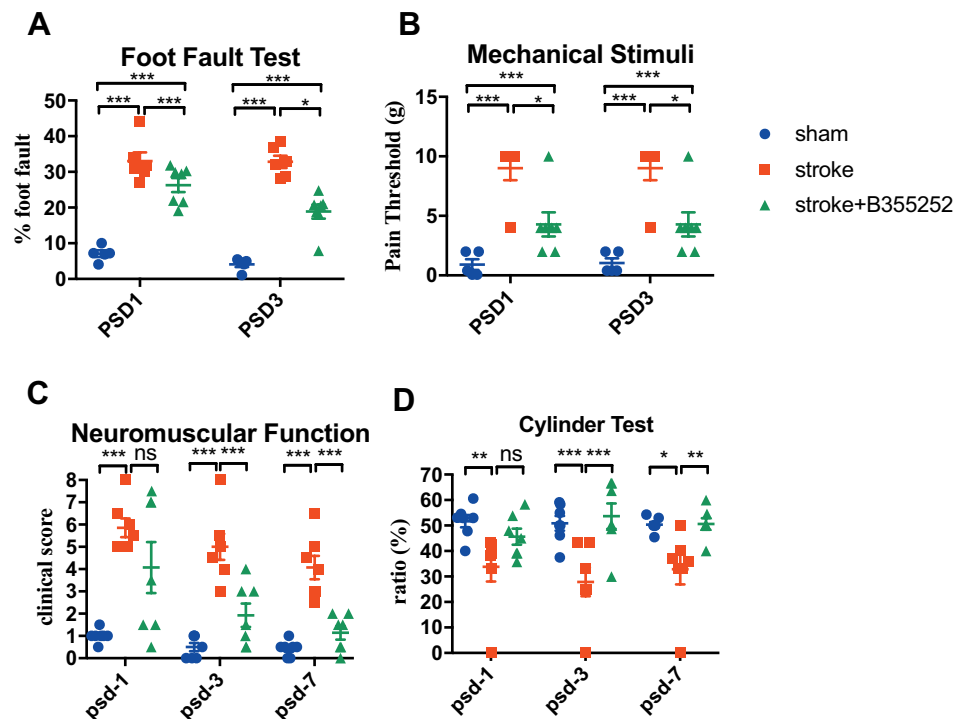 A
Foot Fault Test
*** ***
*** *** *** *
% foot fault
50
40
30
20
10
0
PSD1 PSD3
B
Mechanical Stimuli
*** ***
*** * *** *
Pain Threshold (g)
15
10
5
0
PSD1 PSD3
sham
stroke
stroke+B355252
C
Neuromuscular Function
*** ns *** *** *** ***
clinical score
8
7
6
5
4
3
2
1
0
psd-1 psd-3 psd-7
D
Cylinder Test
** ns *** *** * **
ratio (%)
70
60
50
40
30
20
10
0
psd-1 psd-3 psd-7